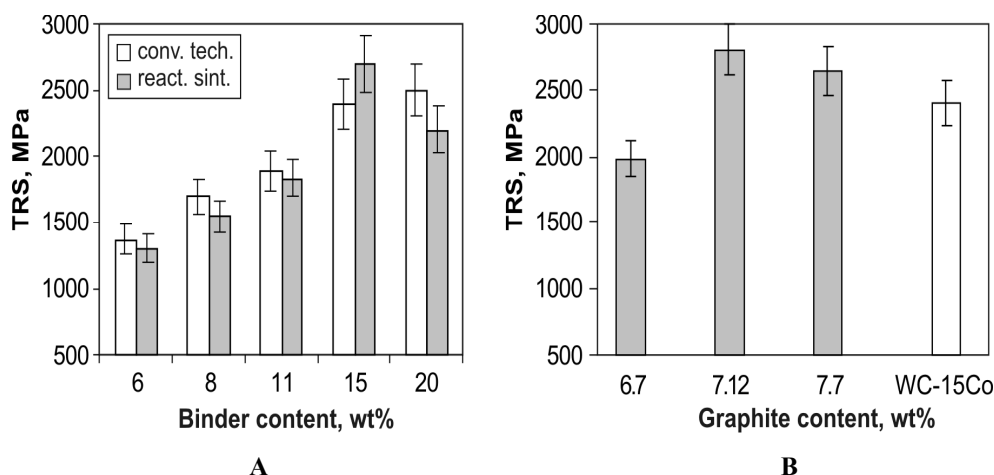 3000
2500
2000
1500
1000
500
TRS, MPa
conv. tech.
react. sint.
6 8 11 15 20
Binder content, wt%
A
3000
2500
2000
1500
1000
500
TRS, MPa
6.7 7.12 7.7 WC-15Co
Graphite content, wt%
B